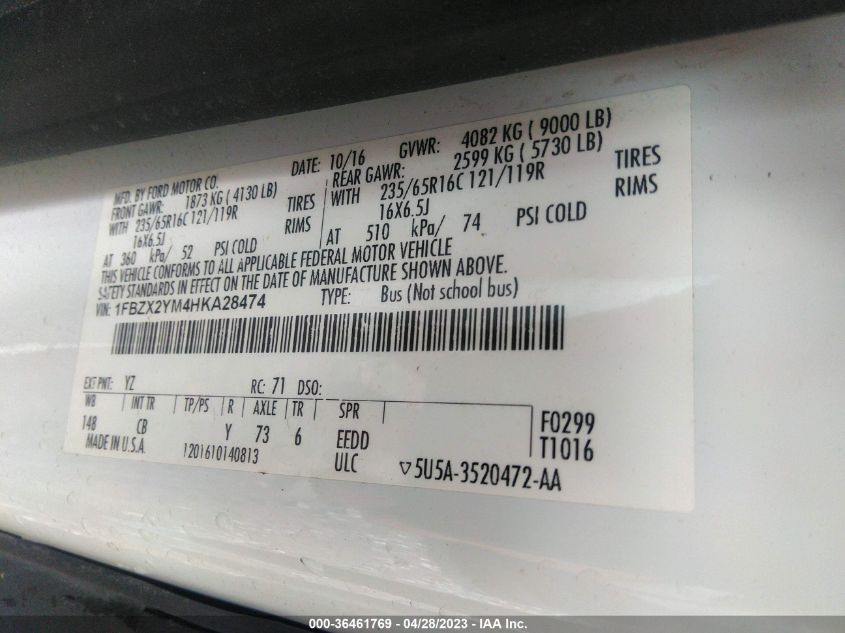 MFD. BY FORD MOTOR CO.
DATE: 10/16 GVWR: 4082 KG ( 9000 LB)
FRONT GAWR: 1873 KG ( 4130 LB)
REAR GAWR: 2599 KG ( 5730 LB)
WITH 235/65R16C 121/119R TIRES
WITH 235/65R16C 121/119R TIRES
16X6.5J RIMS
16X6.5J RIMS
AT 360 kPa/ 52 PSI COLD
AT 510 kPa/ 74 PSI COLD
THIS VEHICLE CONFORMS TO ALL APPLICABLE FEDERAL MOTOR VEHICLE
SAFETY STANDARDS IN EFFECT ON THE DATE OF MANUFACTURE SHOWN ABOVE.
VIN: 1FBZX2YM4HKA28474 TYPE: Bus (Not school bus)
EXT PNT: YZ RC: 71 DSO:
WB INT TR TP/PS R AXLE TR SPR
148 CB Y 73 6 EEDD F0299
MADE IN U.S.A. 1201610140813 ULC T1016
5U5A-3520472-AA
000-36461769 - 04/28/2023 - IAA Inc.